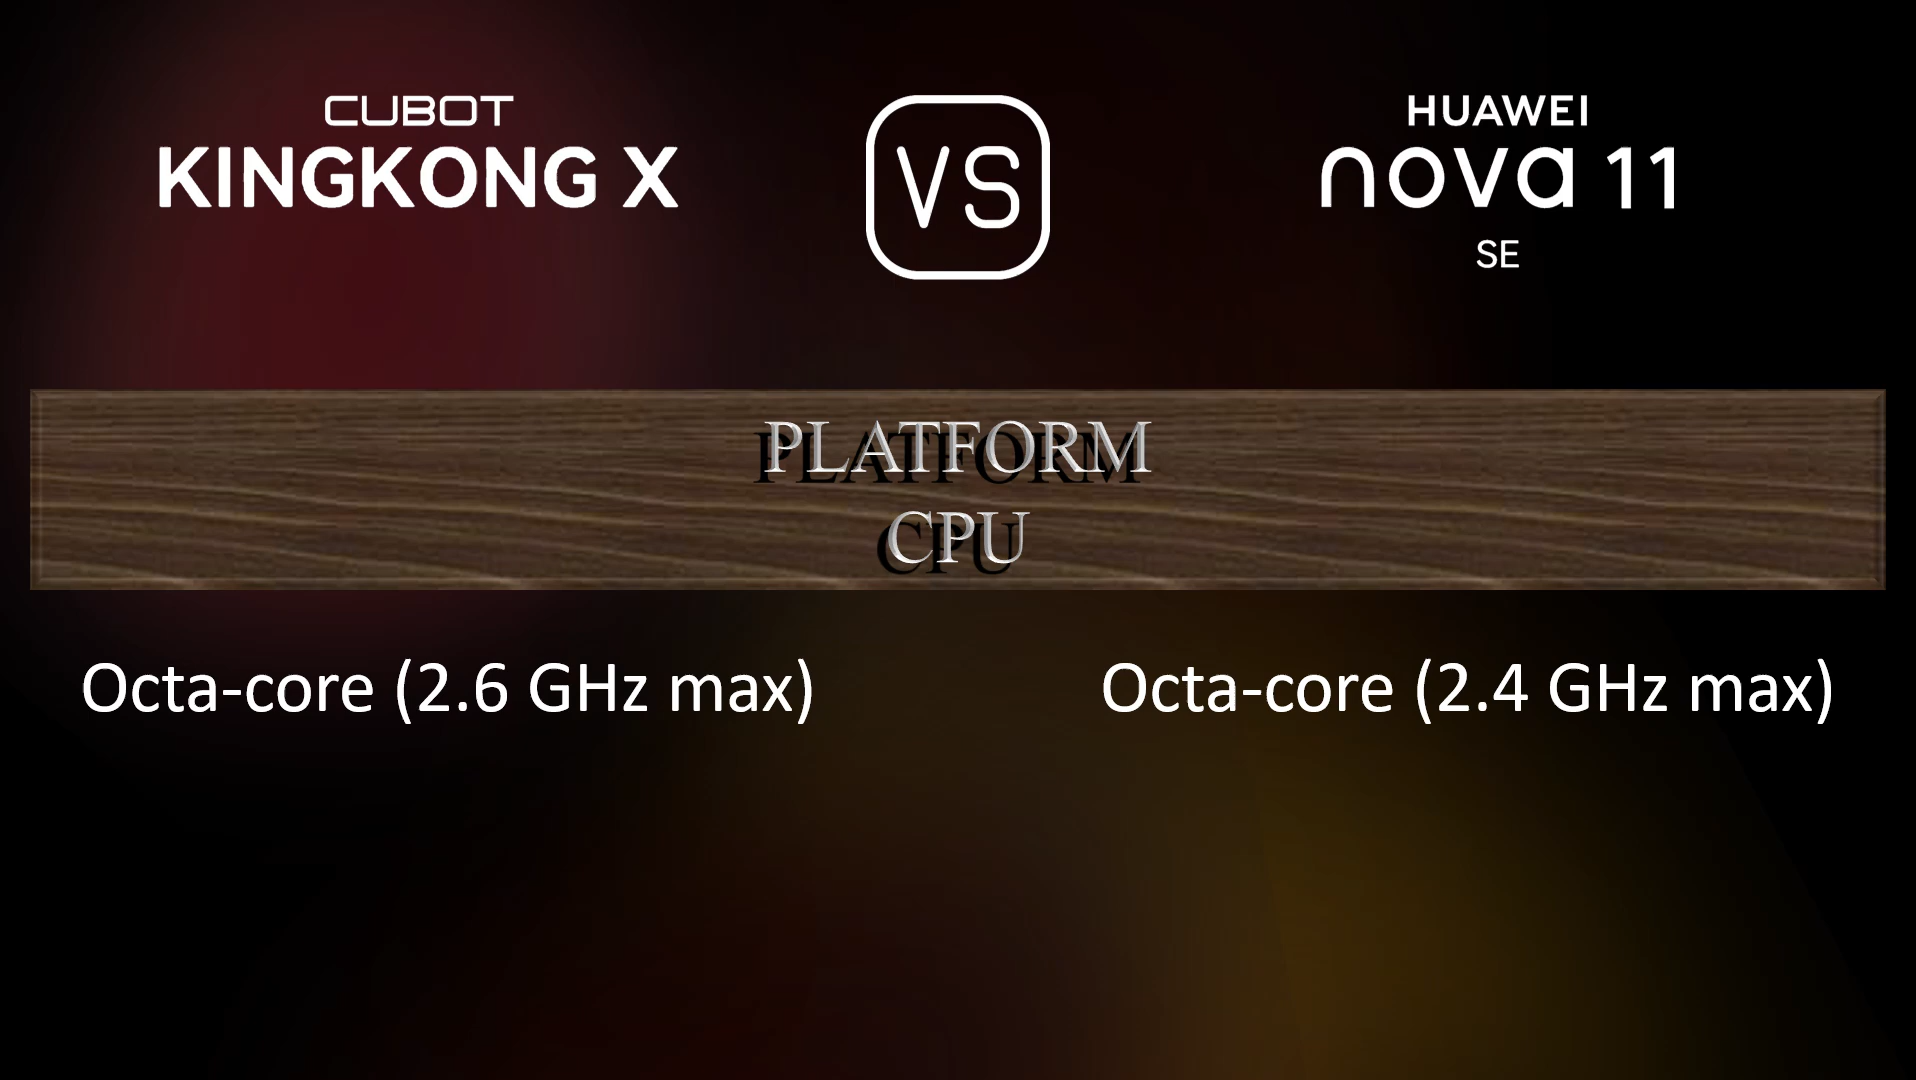 CUBOT
KINGKONG X
VS
HUAWEI
nova 11
SE
PLATFORM
CPU
Octa-core (2.6 GHz max)
Octa-core (2.4 GHz max)